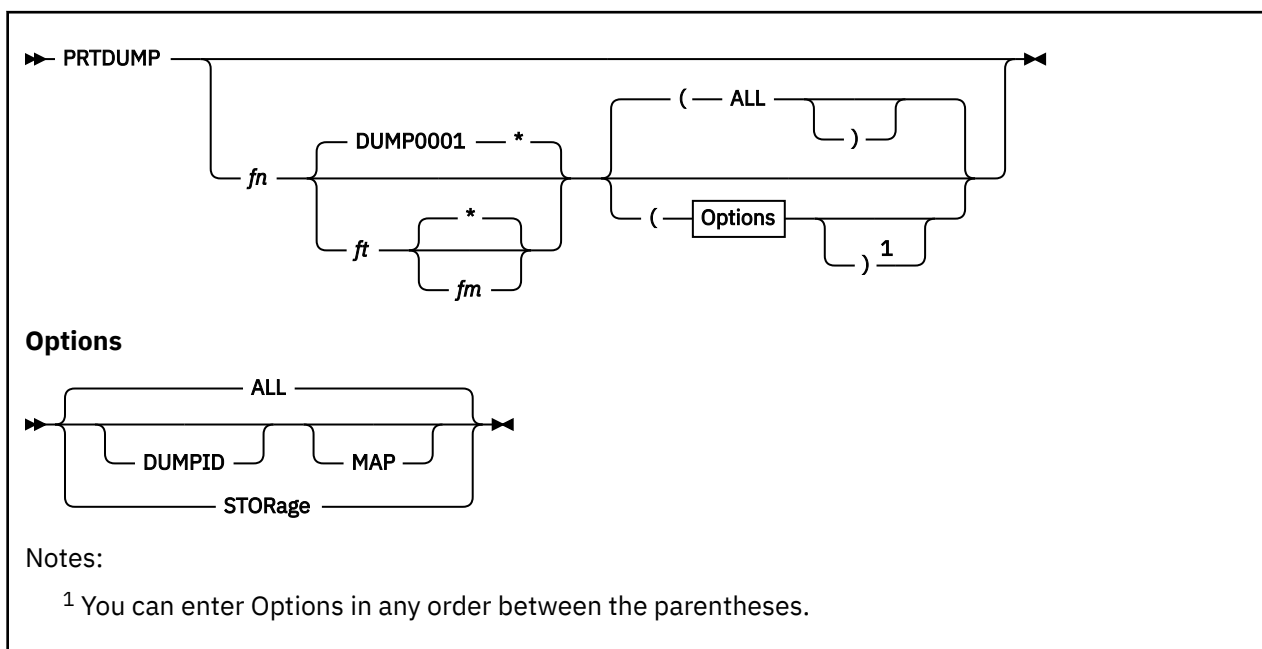 PRTDUMP
( ALL
)
DUMP0001 *
fn
( Options
) 1
*
ft
fm
Options
ALL
DUMPID MAP
STORage
Notes:
1 You can enter Options in any order between the parentheses.